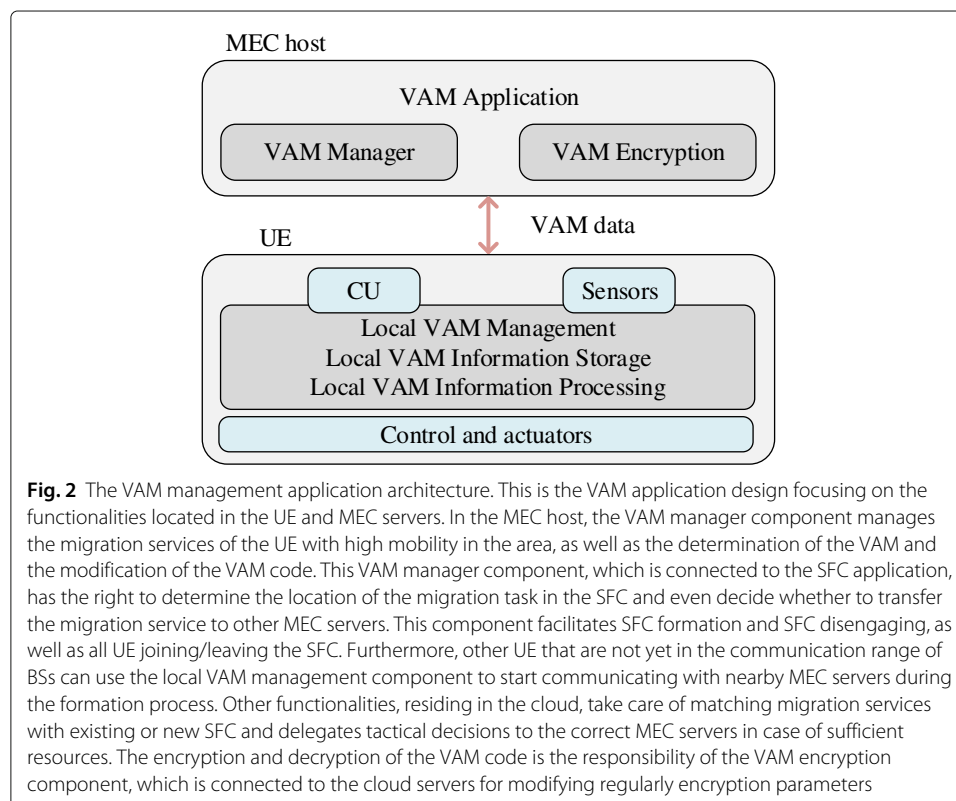 MEC host
VAM Application
VAM Manager
VAM Encryption
VAM data
UE
CU
Sensors
Local VAM Management
Local VAM Information Storage
Local VAM Information Processing
Control and actuators
Fig. 2 The VAM management application architecture. This is the VAM application design focusing on the
functionalities located in the UE and MEC servers. In the MEC host, the VAM manager component manages
the migration services of the UE with high mobility in the area, as well as the determination of the VAM and
the modification of the VAM code. This VAM manager component, which is connected to the SFC application,
has the right to determine the location of the migration task in the SFC and even decide whether to transfer
the migration service to other MEC servers. This component facilitates SFC formation and SFC disengaging, as
well as all UE joining/leaving the SFC. Furthermore, other UE that are not yet in the communication range of
BSs can use the local VAM management component to start communicating with nearby MEC servers during
the formation process. Other functionalities, residing in the cloud, take care of matching migration services
with existing or new SFC and delegates tactical decisions to the correct MEC servers in case of sufficient
resources. The encryption and decryption of the VAM code is the responsibility of the VAM encryption
component, which is connected to the cloud servers for modifying regularly encryption parameters